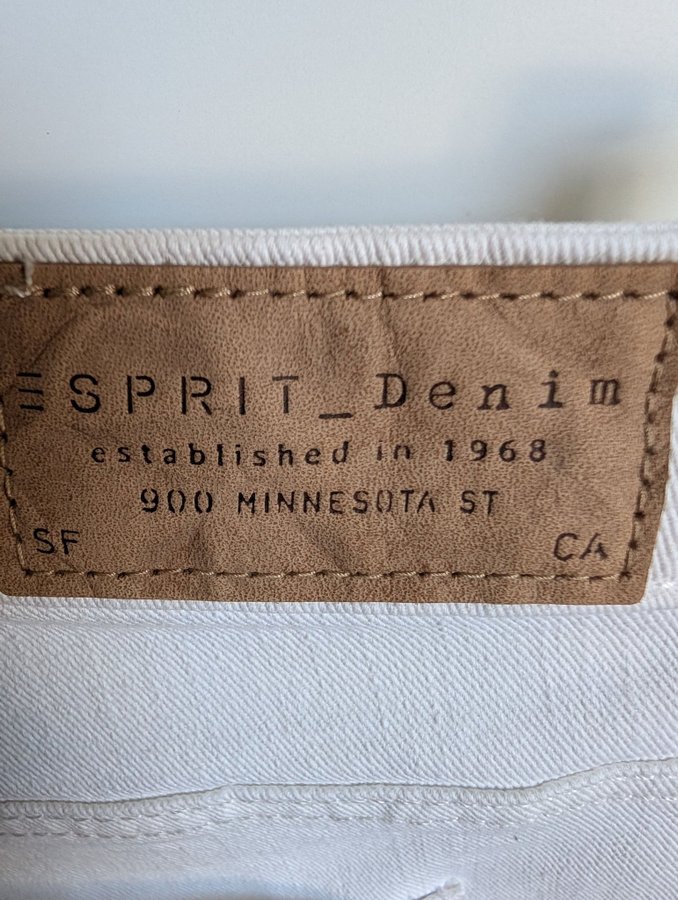 ESPRIT_Denim
established in 1968
900 MINNESOTA ST
SF CA